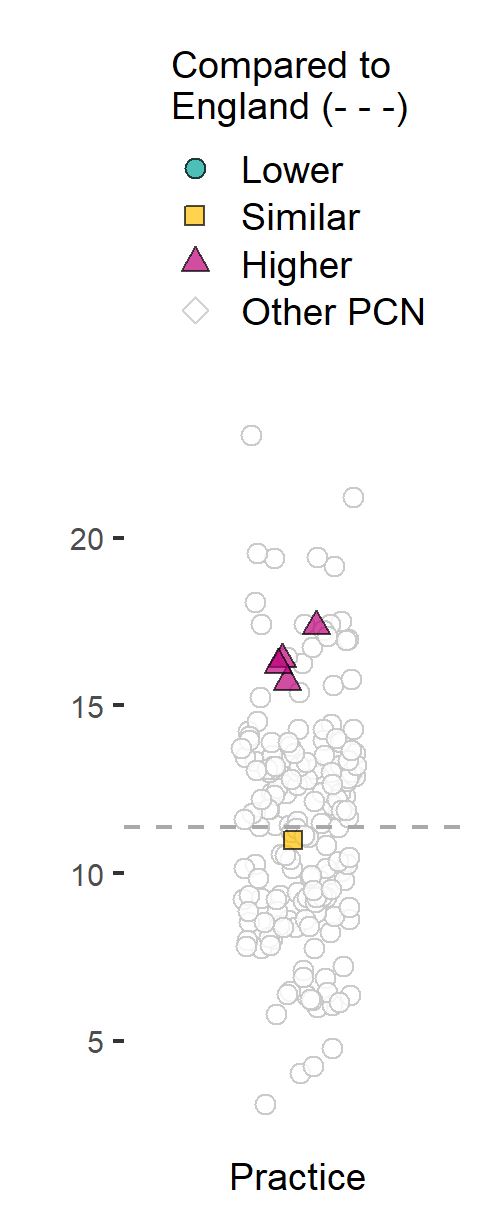 Compared to
England (- - -)
Lower
Similar
Higher
Other PCN
20
15
10
5
Practice